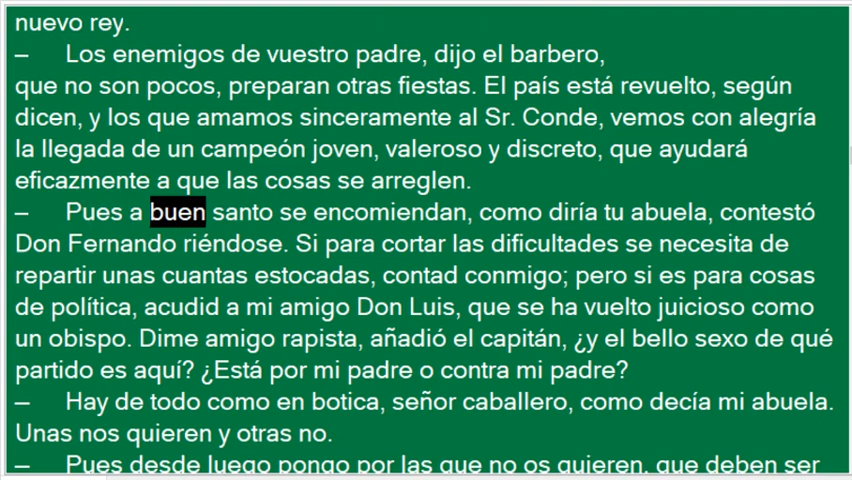 nuevo rey.
– Los enemigos de vuestro padre, dijo el barbero,
que no son pocos, preparan otras fiestas. El país está revuelto, según
dicen, y los que amamos sinceramente al Sr. Conde, vemos con alegría
la llegada de un campeón joven, valeroso y discreto, que ayudará
eficazmente a que las cosas se arreglen.
– Pues a buen santo se encomiendan, como diría tu abuela, contestó
Don Fernando riéndose. Si para cortar las dificultades se necesita de
repartir unas cuantas estocadas, contad conmigo; pero si es para cosas
de política, acudid a mi amigo Don Luis, que se ha vuelto juicioso como
un obispo. Dime amigo rapista, añadió el capitán, ¿y el bello sexo de qué
partido es aquí? ¿Está por mi padre o contra mi padre?
– Hay de todo como en botica, señor caballero, como decía mi abuela.
Unas nos quieren y otras no.
– Pues desde luego pongo por las que no os quieren, que deben ser